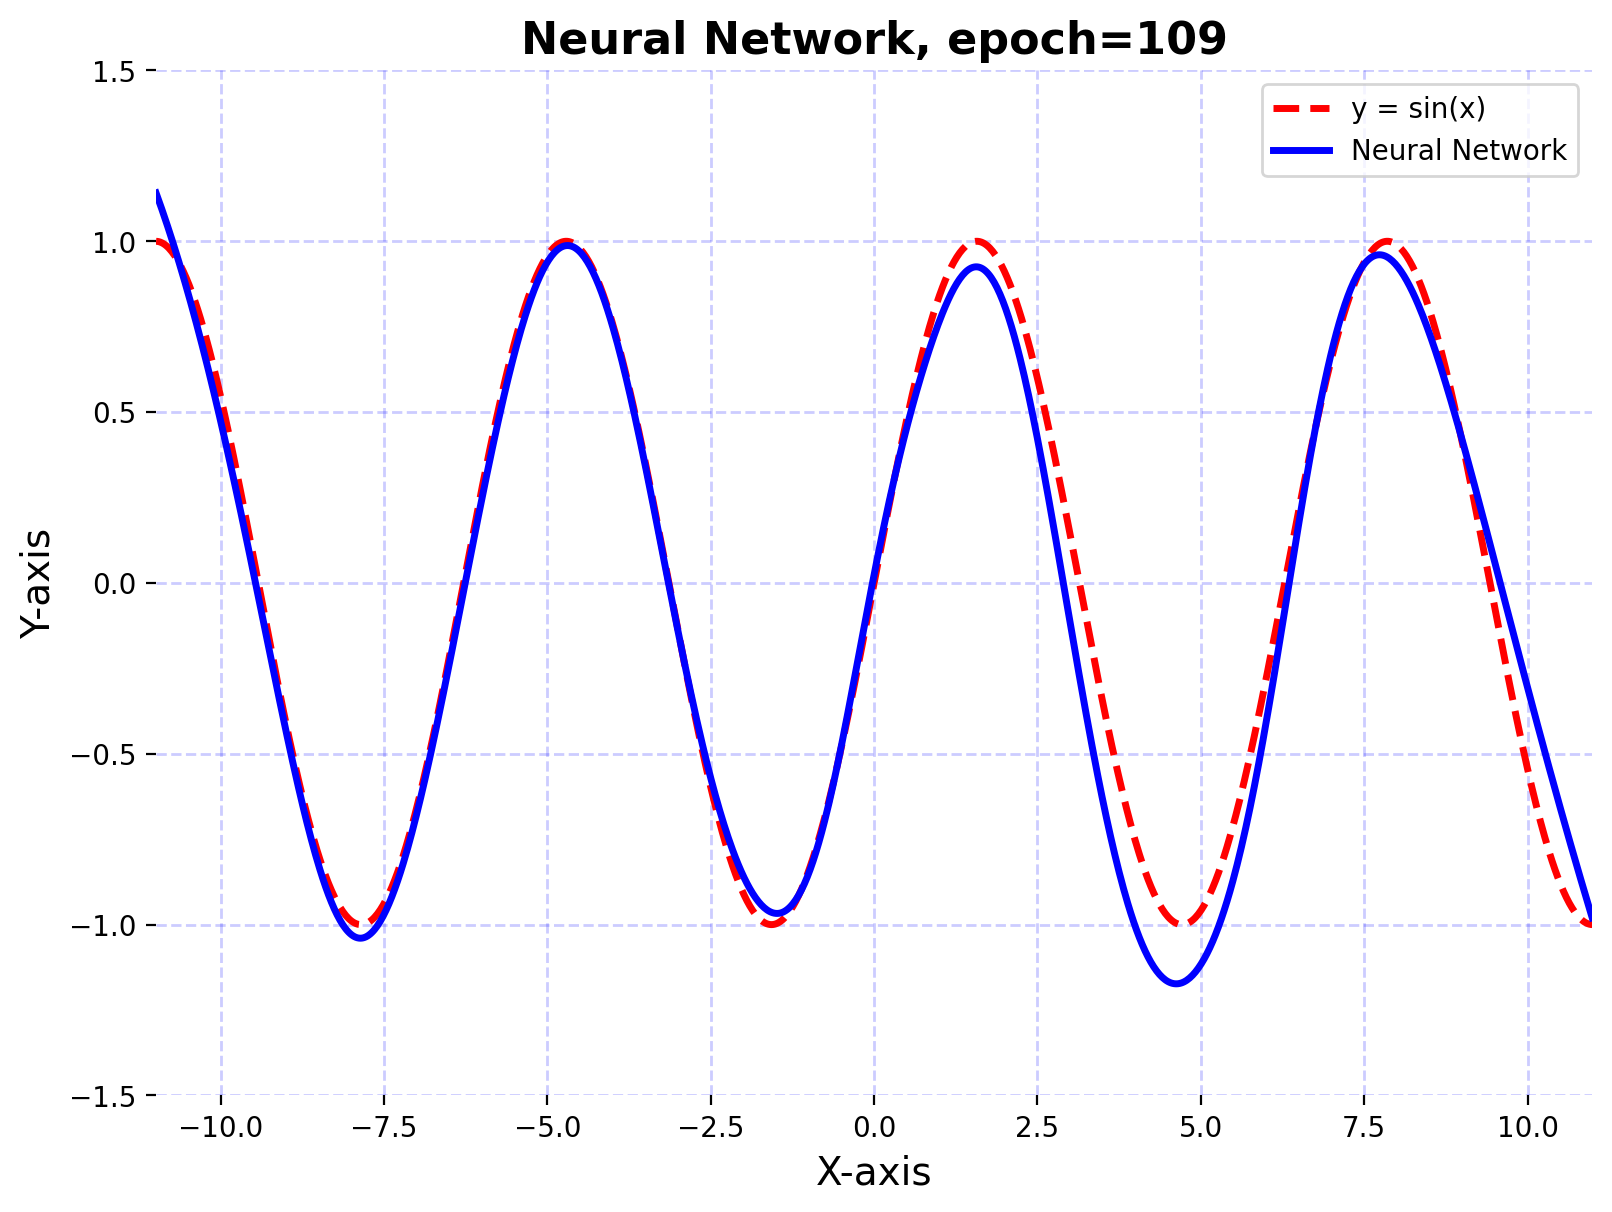 Neural Network, epoch=109
y = sin(x)
Neural Network
Y-axis
1.5
1.0
0.5
0.0
−0.5
−1.0
−1.5
−10.0 −7.5 −5.0 −2.5 0.0 2.5 5.0 7.5 10.0
X-axis